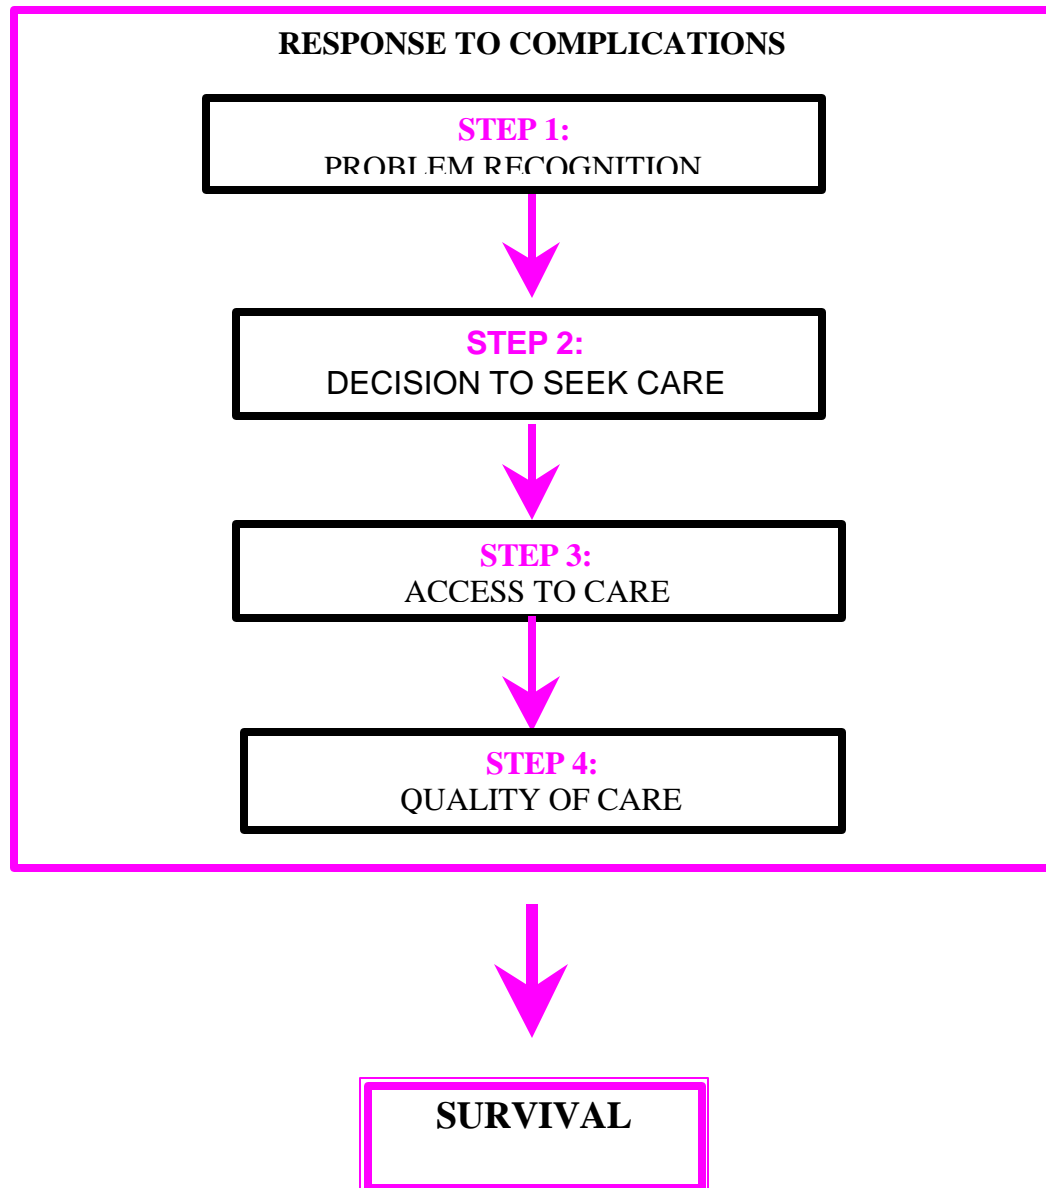 RESPONSE TO COMPLICATIONS
STEP 1:
PROBLEM RECOGNITION
STEP 2:
DECISION TO SEEK CARE
STEP 3:
ACCESS TO CARE
STEP 4:
QUALITY OF CARE
SURVIVAL